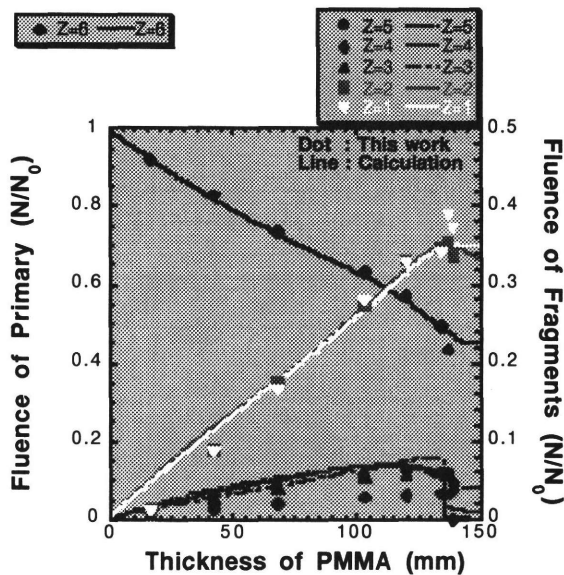 Z=6 Z=6
Z=5 Z=5
Z=4 Z=4
Z=3 Z=3
Z=2 Z=2
Z=1 Z=1
Dot : This work
Line : Calculation
1 0.5
0.8 0.4
0.6 0.3
0.4 0.2
0.2 0.1
0 0
0 50 100 150
Fluence of Primary (N/N0)
Fluence of Fragments (N/N0)
Thickness of PMMA (mm)